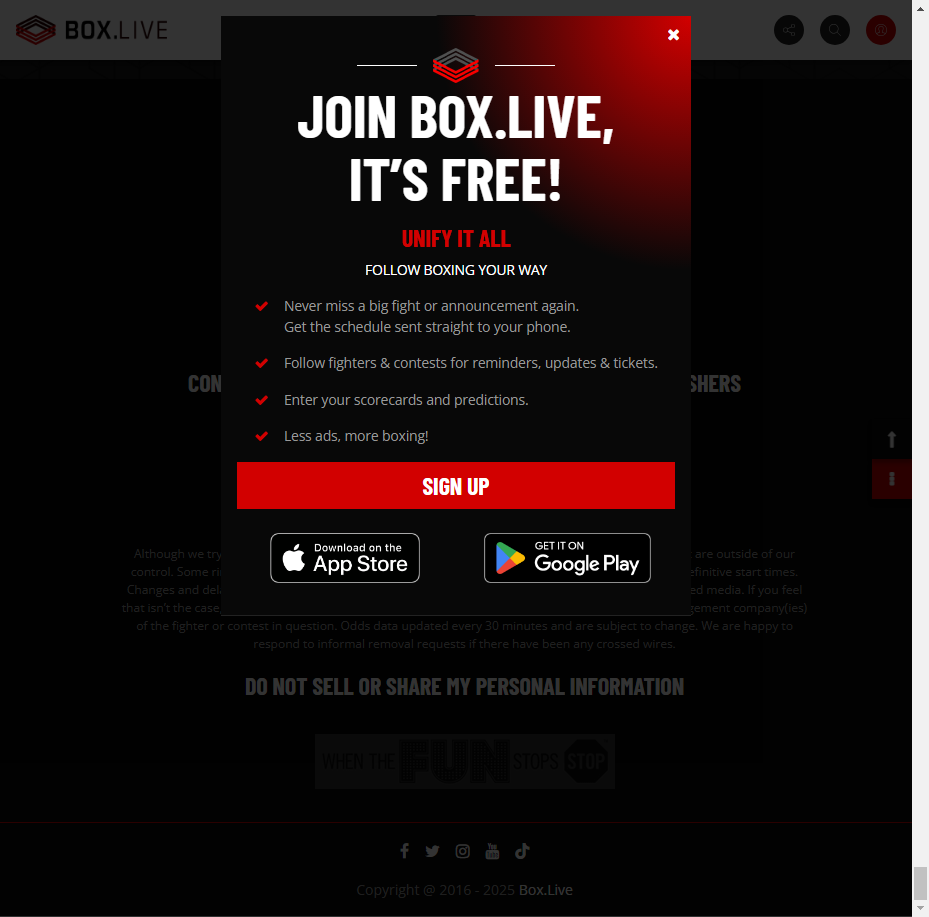 BOX.LIVE
JOIN BOX.LIVE,
IT'S FREE!
UNIFY IT ALL
FOLLOW BOXING YOUR WAY
Never miss a big fight or announcement again.
Get the schedule sent straight to your phone.
Follow fighters & contests for reminders, updates & tickets.
Enter your scorecards and predictions.
Less ads, more boxing!
SIGN UP
Download on the
App Store
GET IT ON
Google Play
CON
SHERS
Although we try
are outside of our
control. Some ri
efinitive start times.
Changes and del
ed media. If you feel
that isn't the case,
gement company(ies)
of the fighter or contest in question. Odds data updated every 30 minutes and are subject to change. We are happy to
respond to informal removal requests if there have been any crossed wires.
DO NOT SELL OR SHARE MY PERSONAL INFORMATION
WHEN THE FUN STOPS STOP
Copyright @ 2016 - 2025 Box.Live